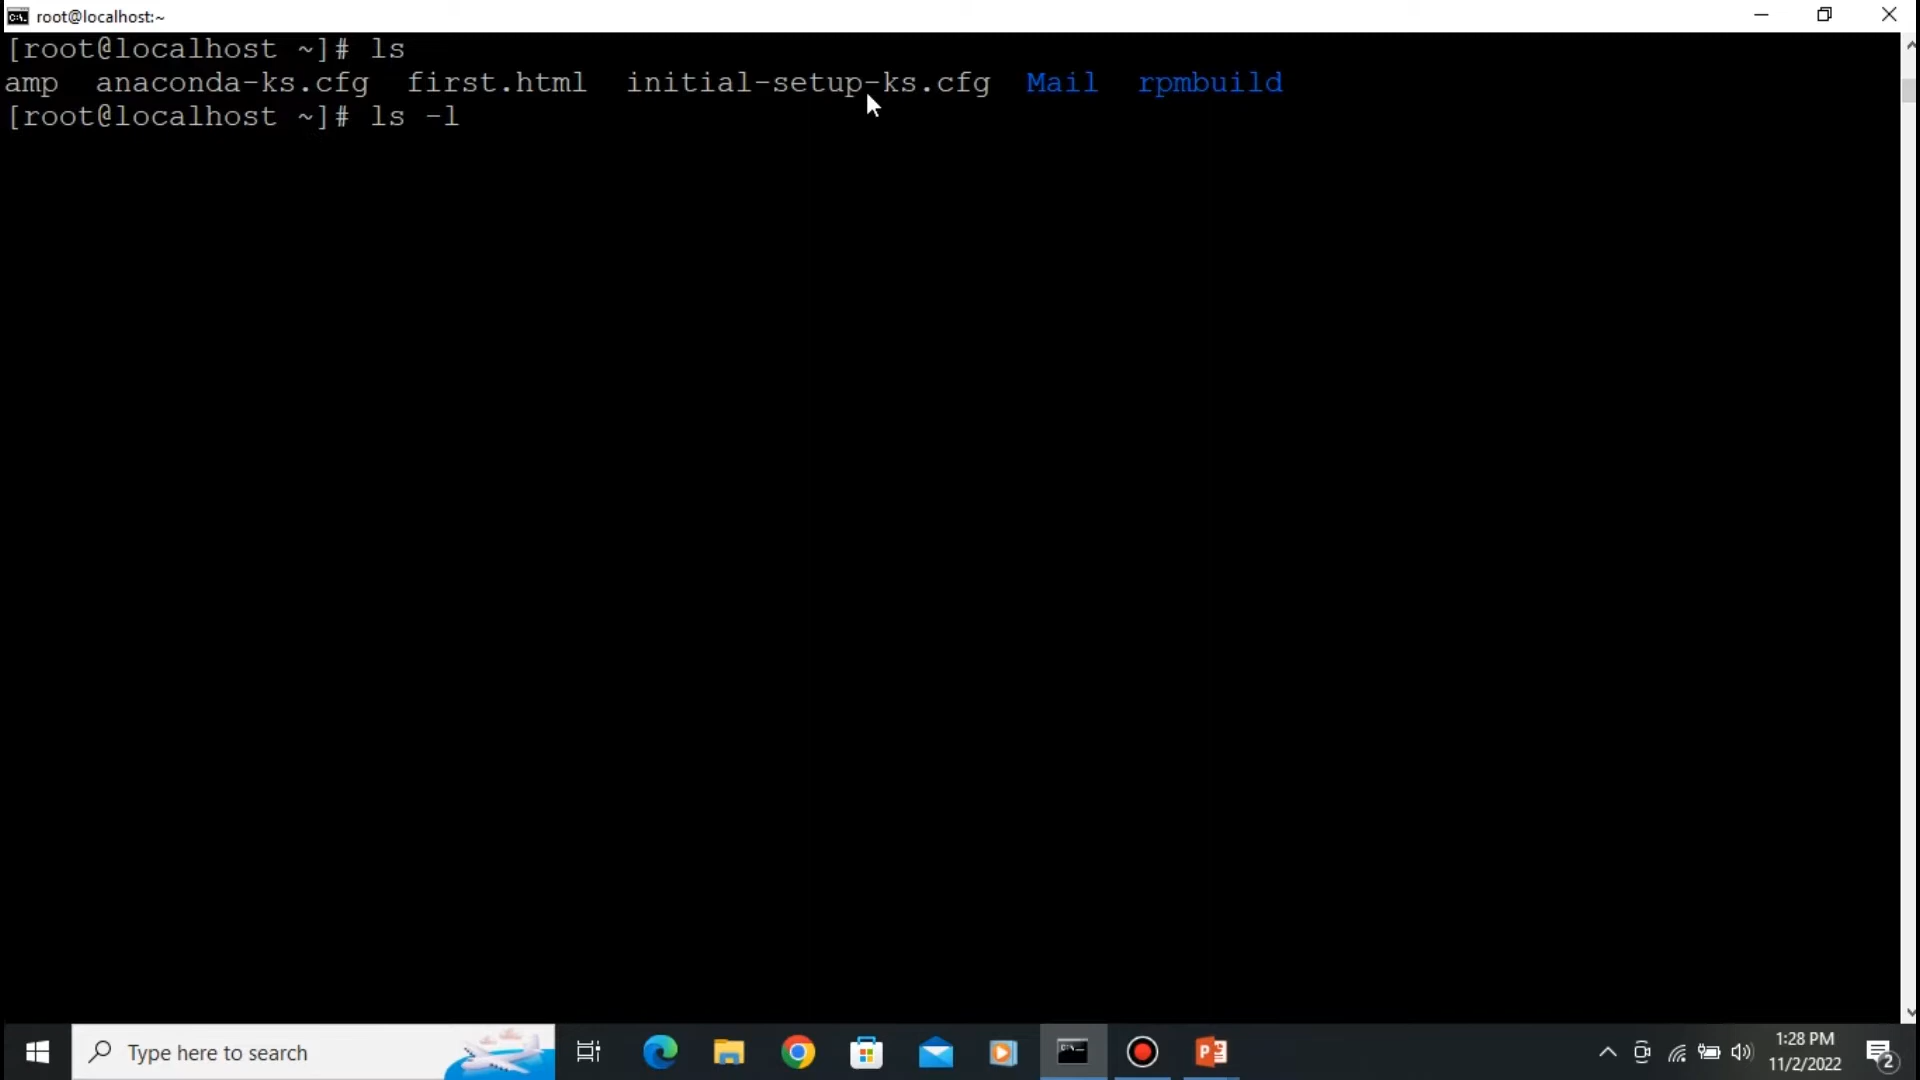 root@localhost:~
[root@localhost ~]# ls
amp  anaconda-ks.cfg  first.html  initial-setup-ks.cfg  Mail  rpmbuild
[root@localhost ~]# ls -l
Type here to search
1:28 PM
11/2/2022
2